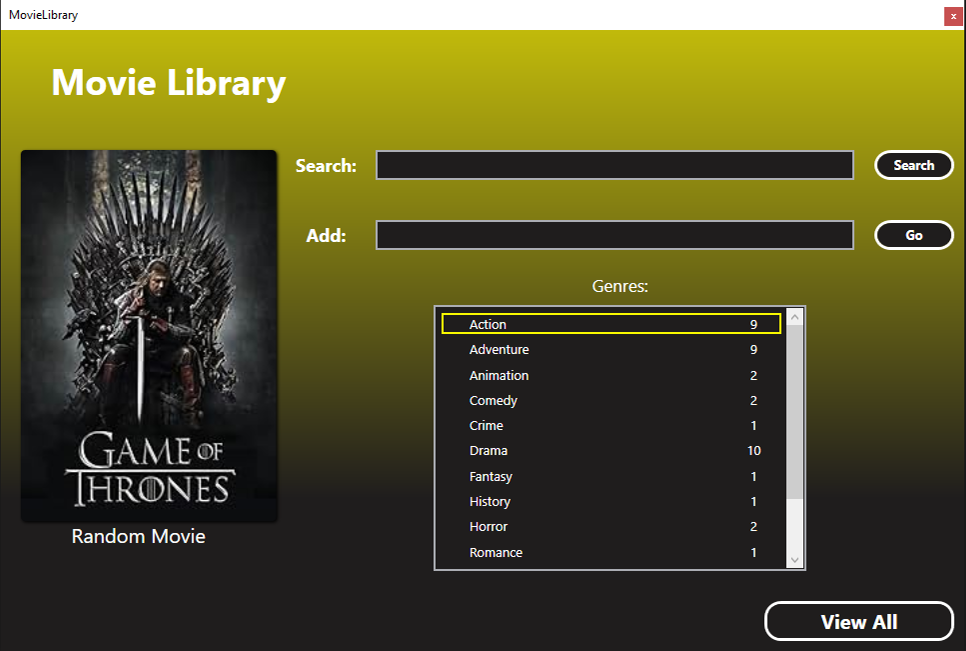 MovieLibrary
x
Movie Library
Search:
Search
Add:
Go
Genres:
Action 9
Adventure 9
Animation 2
Comedy 2
Crime 1
Drama 10
Fantasy 1
History 1
Horror 2
Romance 1
GAME OF
THRONES
Random Movie
View All